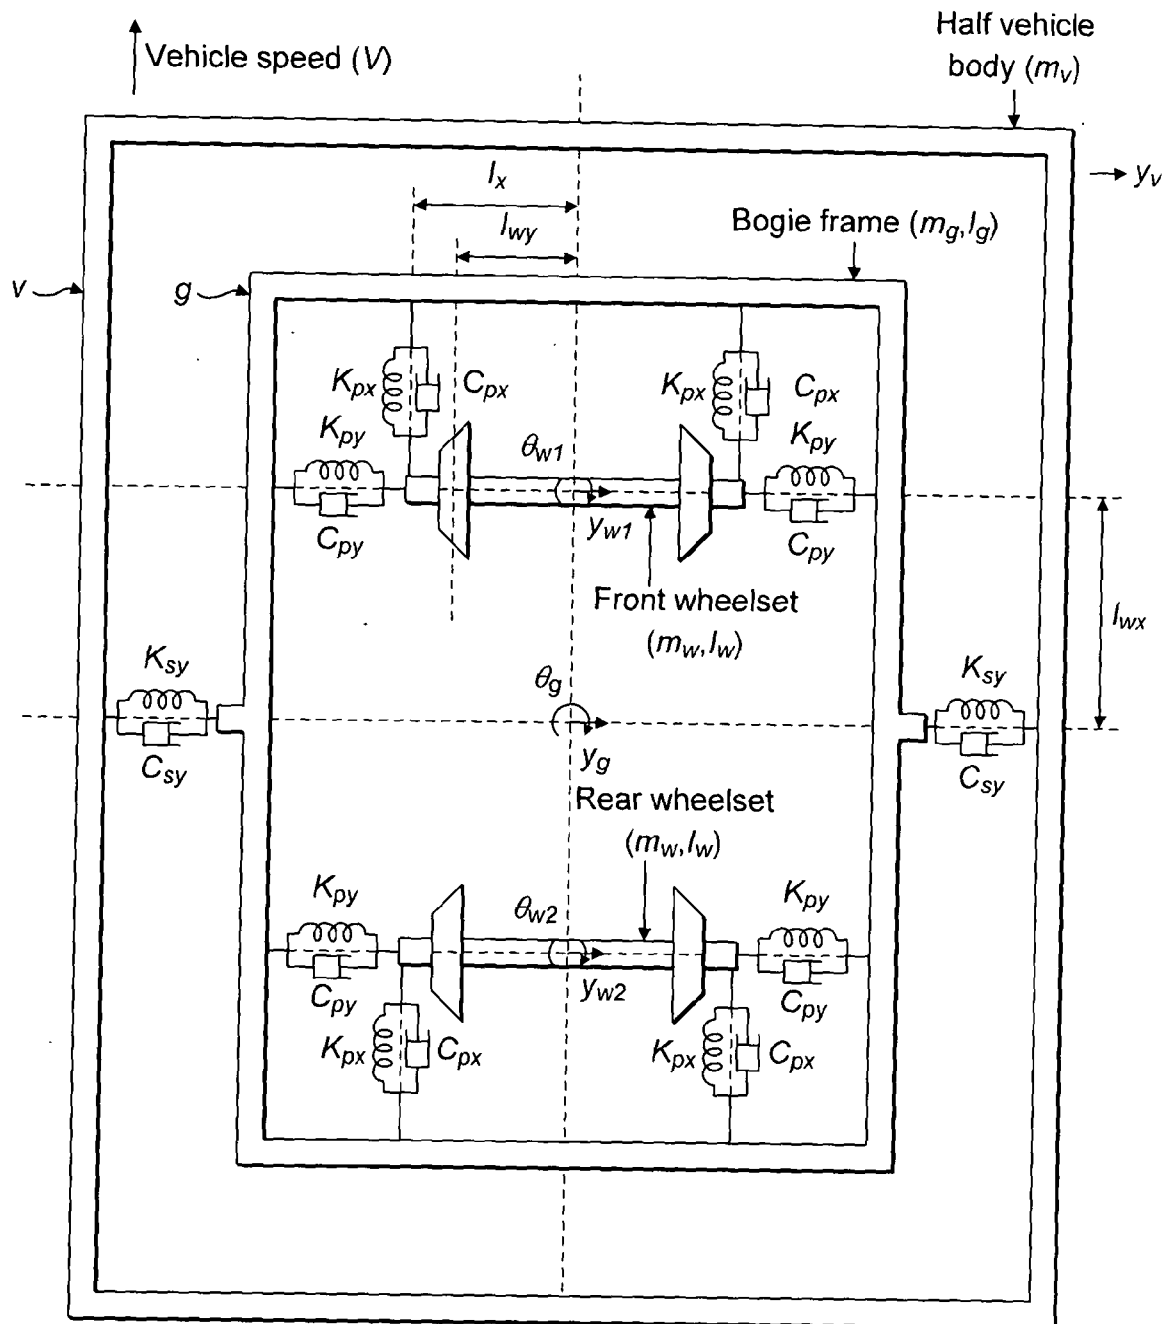 Half vehicle
body (m_v)
Vehicle speed (V)
y_v
l_x
l_wy
Bogie frame (m_g,I_g)
v
g
K_px
C_px
K_px
C_px
K_py
K_py
θ_w1
C_py
y_w1
C_py
Front wheelset
(m_w,I_w)
l_wx
K_sy
K_sy
θ_g
C_sy
y_g
C_sy
Rear wheelset
(m_w,I_w)
K_py
K_py
θ_w2
C_py
y_w2
C_py
K_px
C_px
K_px
C_px